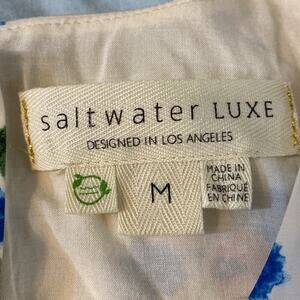 saltwater LUXE
DESIGNED IN LOS ANGELES
M
MADE IN
CHINA
FABRIQUÉ
EN CHINE